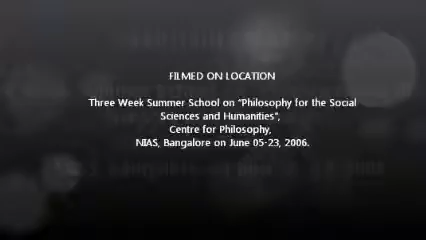 FILMED ON LOCATION
Three Week Summer School on "Philosophy for the Social
Sciences and Humanities",
Centre for Philosophy,
NIAS, Bangalore on June 05-23, 2006.